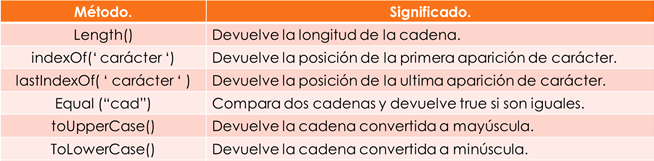 Método. Significado.
Length() Devuelve la longitud de la cadena.
indexOf(‘ carácter ‘) Devuelve la posición de la primera aparición de carácter.
lastIndexOf( ‘ carácter ‘ ) Devuelve la posición de la ultima aparición de carácter.
Equal (“cad”) Compara dos cadenas y devuelve true si son iguales.
toUpperCase() Devuelve la cadena convertida a mayúscula.
ToLowerCase() Devuelve la cadena convertida a minúscula.